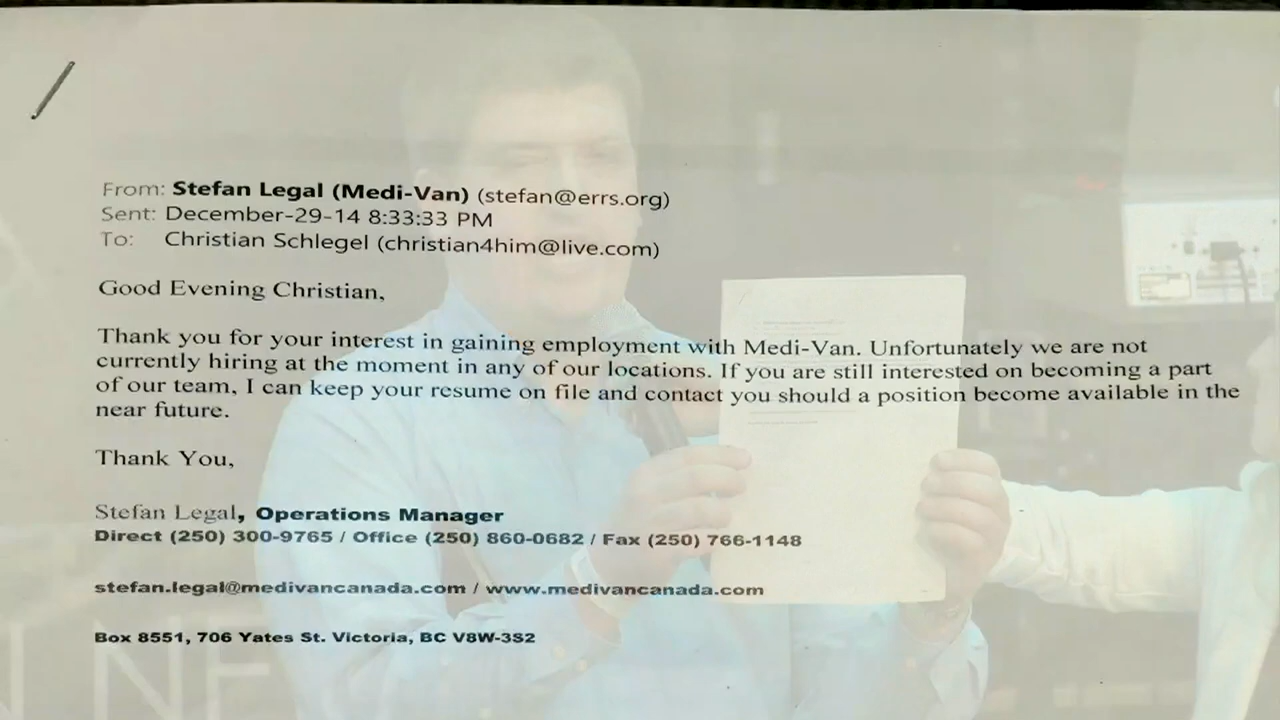 From: Stefan Legal (Medi-Van) (stefan@errs.org)
Sent: December-29-14 8:33:33 PM
To: Christian Schlegel (christian4him@live.com)
Good Evening Christian,
Thank you for your interest in gaining employment with Medi-Van. Unfortunately we are not
currently hiring at the moment in any of our locations. If you are still interested on becoming a part
of our team, I can keep your resume on file and contact you should a position become available in the
near future.
Thank You,
Stefan Legal, Operations Manager
Direct (250) 300-9765 / Office (250) 860-0682 / Fax (250) 766-1148
stefan.legal@medivancanada.com / www.medivancanada.com
Box 8551, 706 Yates St. Victoria, BC V8W-3S2